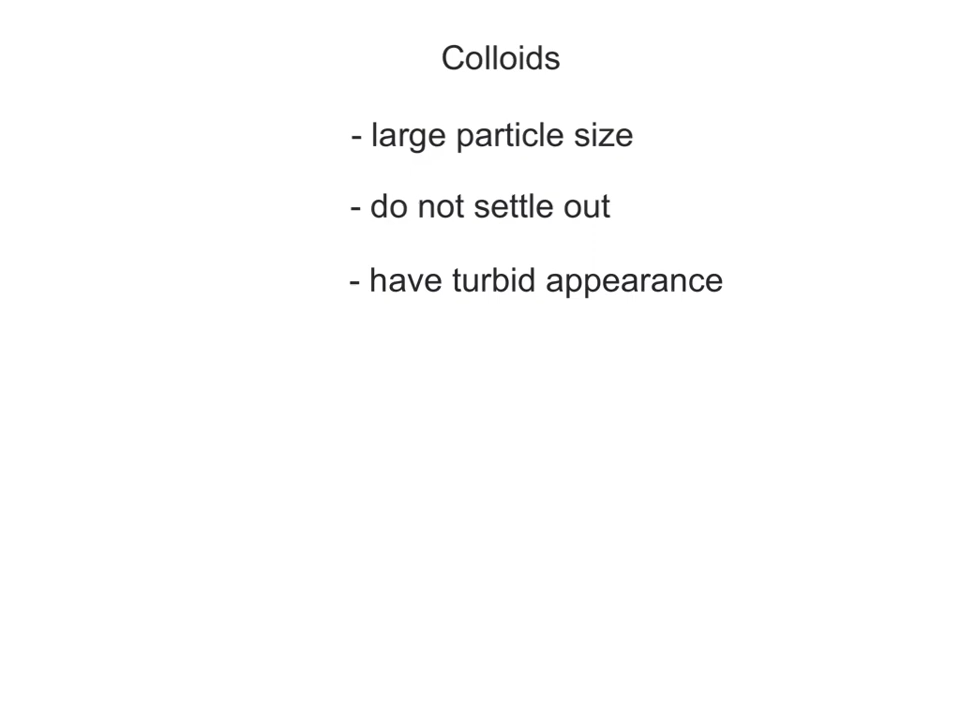 Colloids
- large particle size
- do not settle out
- have turbid appearance